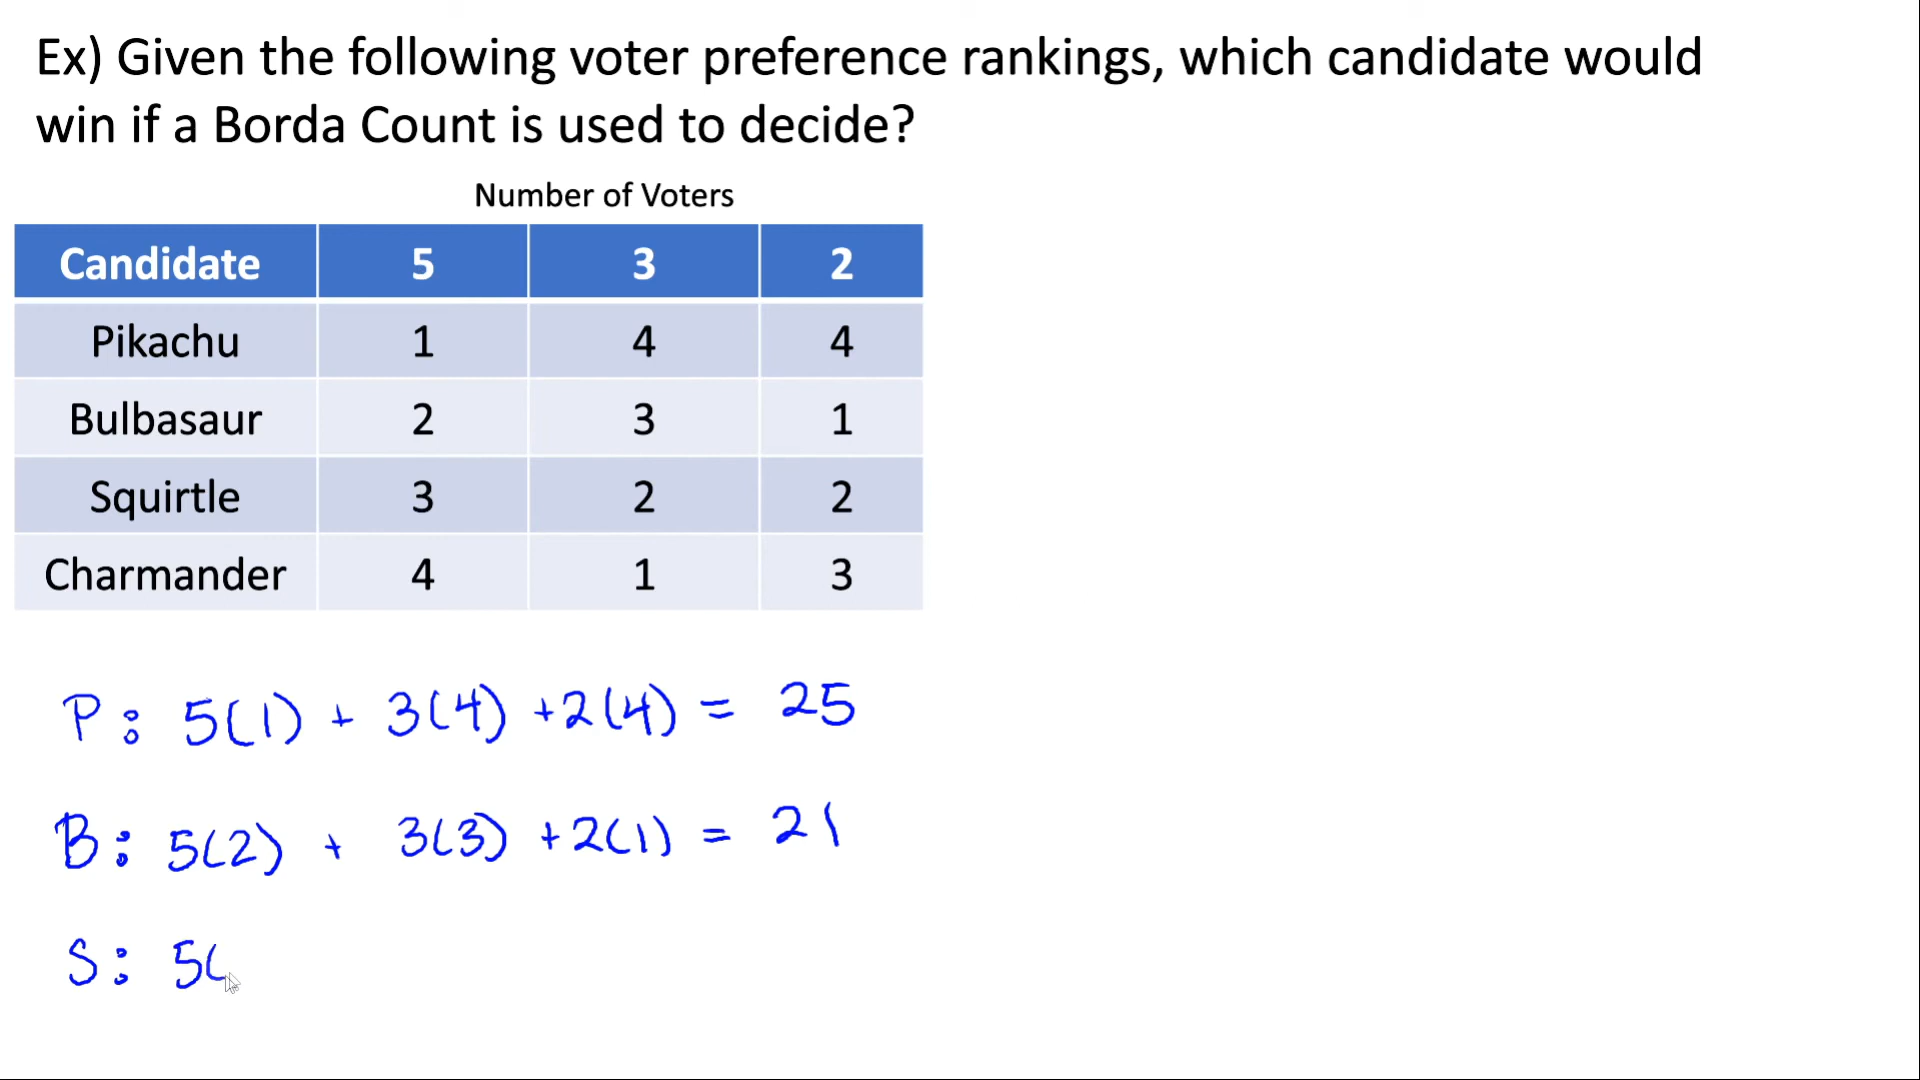 Ex) Given the following voter preference rankings, which candidate would
win if a Borda Count is used to decide?
Number of Voters
Candidate 5 3 2
Pikachu 1 4 4
Bulbasaur 2 3 1
Squirtle 3 2 2
Charmander 4 1 3
P: 5(1) + 3(4) +2(4) = 25
B: 5(2) + 3(3) +2(1) = 21
S: 5(